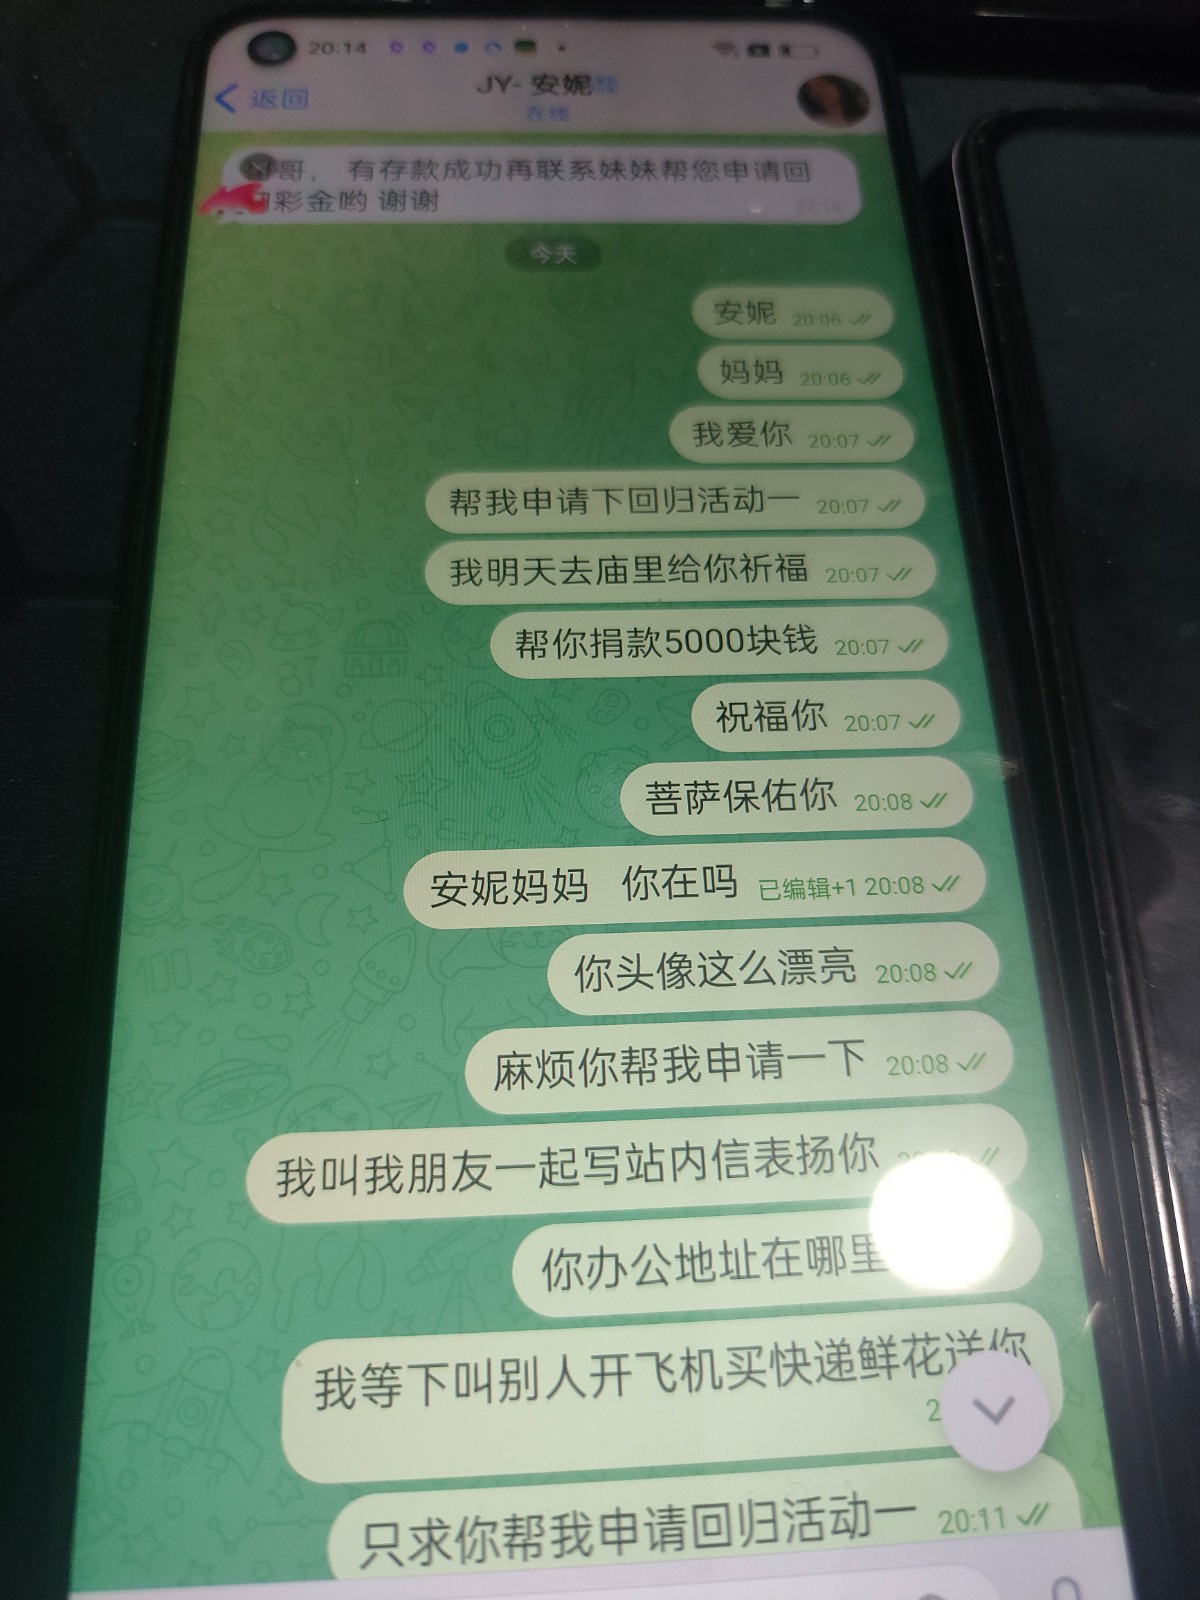 20:14
返回
JY- 安妮
在线
哥， 有存款成功再联系妹妹帮您申请回
彩金哟 谢谢
22:16
今天
安妮 20:06
妈妈 20:06
我爱你 20:07
帮我申请下回归活动一 20:07
我明天去庙里给你祈福 20:07
帮你捐款5000块钱 20:07
祝福你 20:07
菩萨保佑你 20:08
安妮妈妈 你在吗 已编辑+1 20:08
你头像这么漂亮 20:08
麻烦你帮我申请一下 20:08
我叫我朋友一起写站内信表扬你
你办公地址在哪里
我等下叫别人开飞机买快递鲜花送你
2
只求你帮我申请回归活动一 20:11